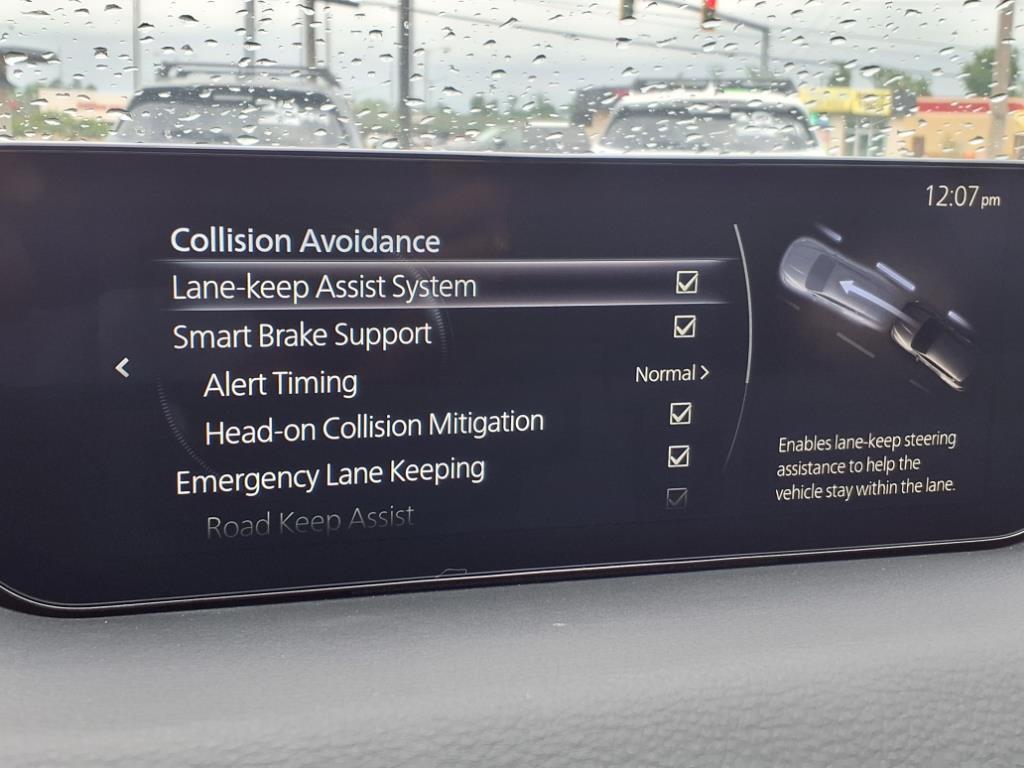 12:07 pm
Collision Avoidance
Lane-keep Assist System
Smart Brake Support
Alert Timing Normal >
Head-on Collision Mitigation
Emergency Lane Keeping
Road Keep Assist
Enables lane-keep steering
assistance to help the
vehicle stay within the lane.